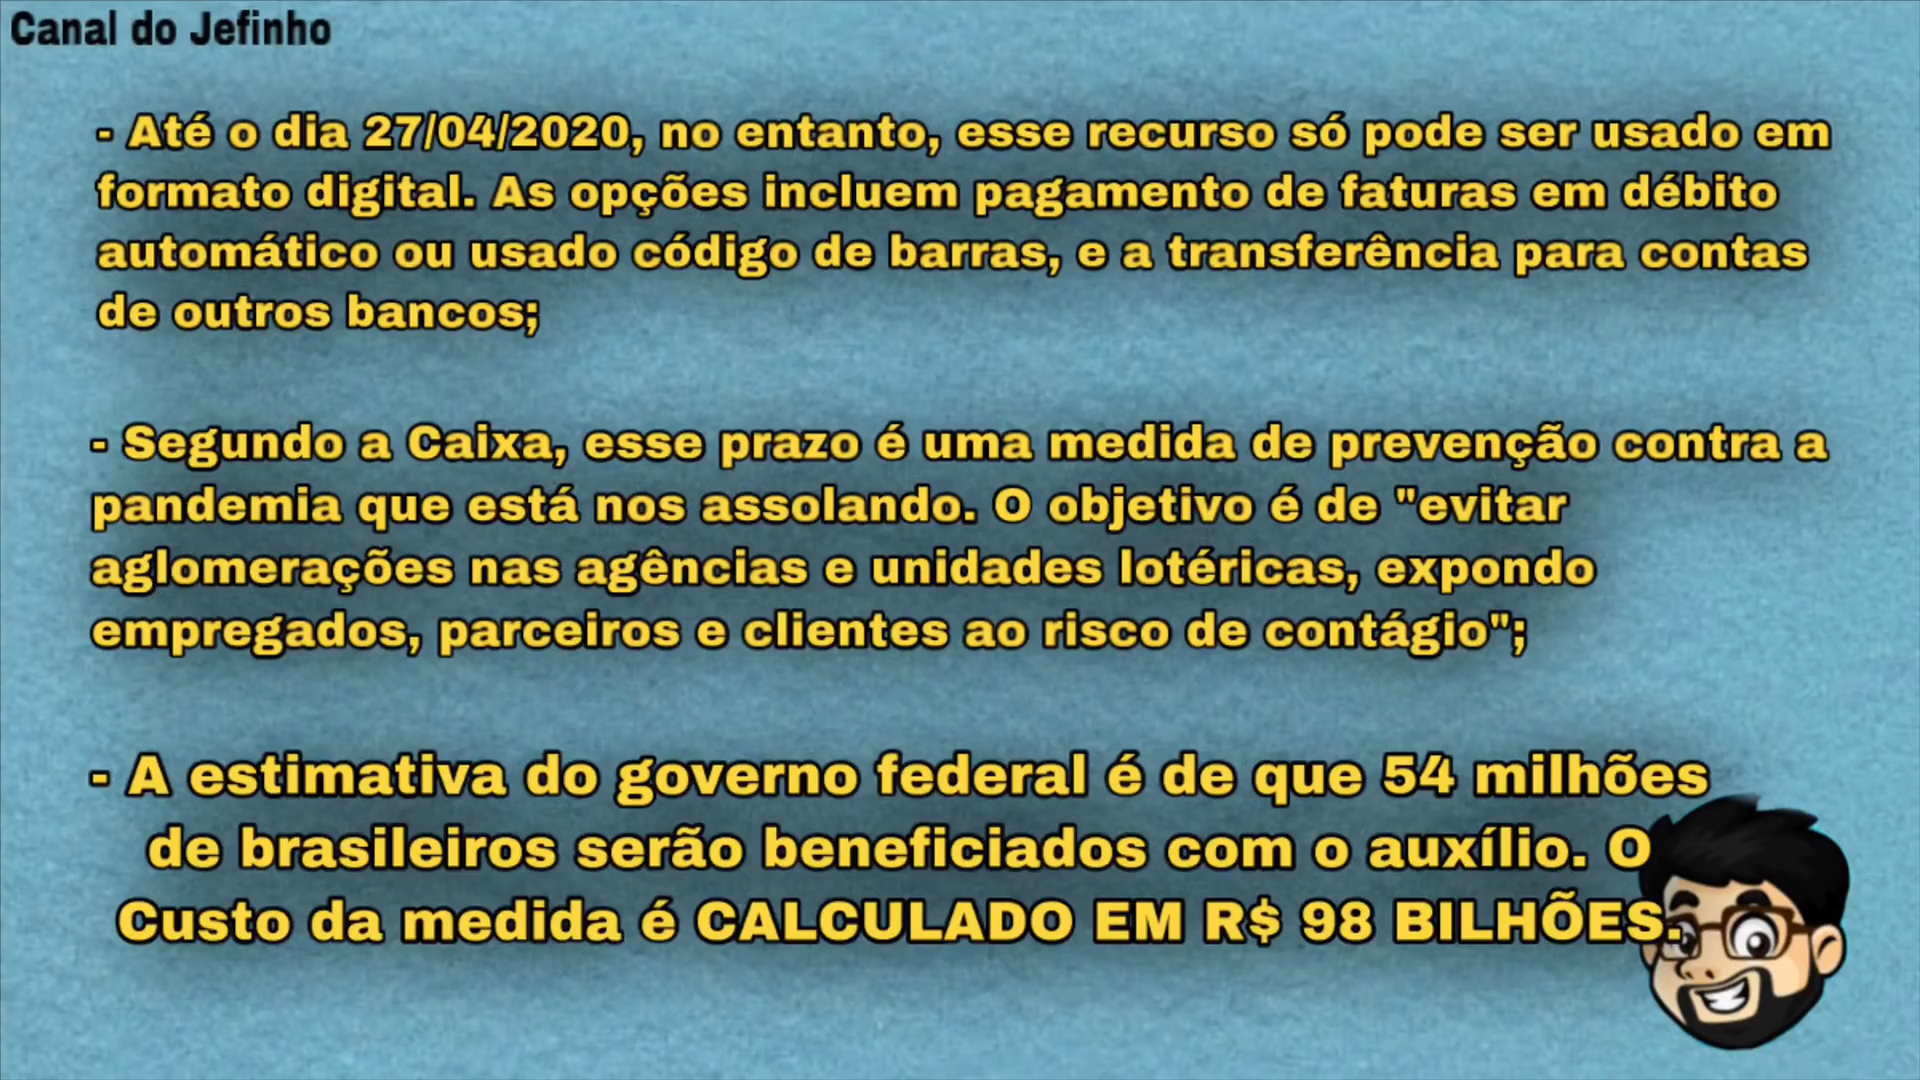 Canal do Jefinho
- Até o dia 27/04/2020, no entanto, esse recurso só pode ser usado em
formato digital. As opções incluem pagamento de faturas em débito
automático ou usado código de barras, e a transferência para contas
de outros bancos;
- Segundo a Caixa, esse prazo é uma medida de prevenção contra a
pandemia que está nos assolando. O objetivo é de "evitar
aglomerações nas agências e unidades lotéricas, expondo
empregados, parceiros e clientes ao risco de contágio";
- A estimativa do governo federal é de que 54 milhões
de brasileiros serão beneficiados com o auxílio. O
Custo da medida é CALCULADO EM R$ 98 BILHÕES.